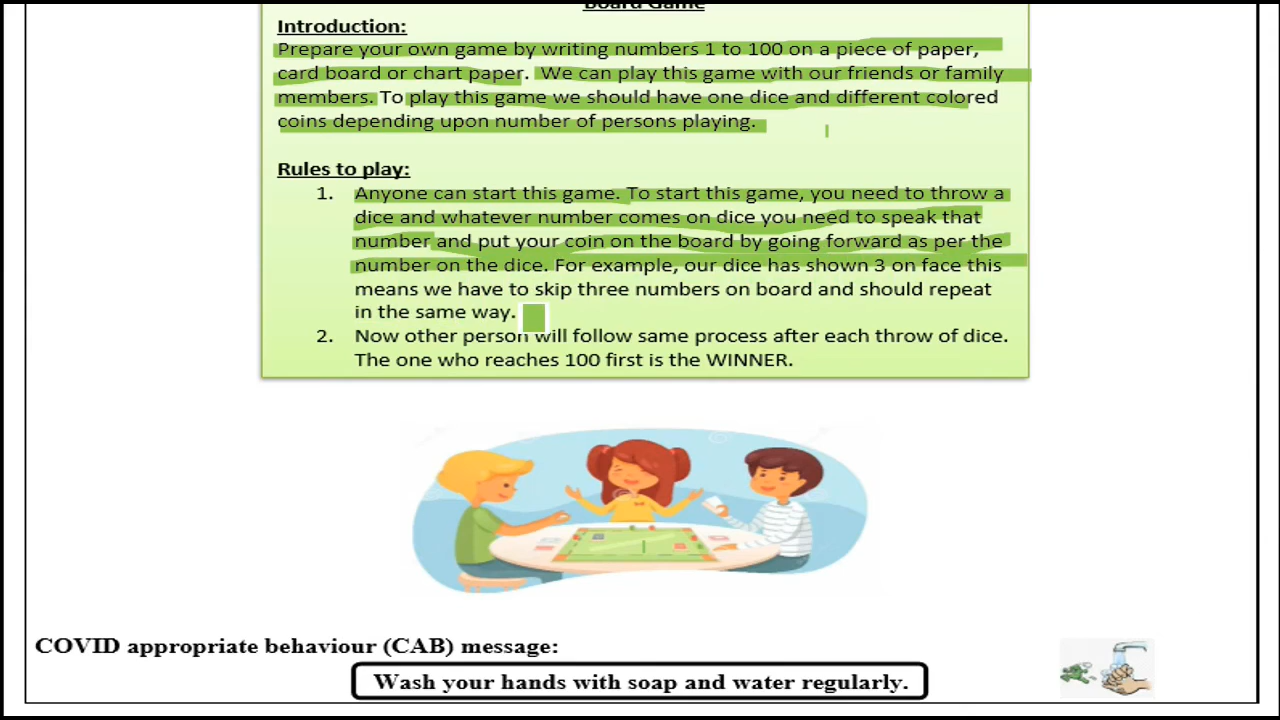 Board Game
Introduction:
Prepare your own game by writing numbers 1 to 100 on a piece of paper,
card board or chart paper. We can play this game with our friends or family
members. To play this game we should have one dice and different colored
coins depending upon number of persons playing.
Rules to play:
1. Anyone can start this game. To start this game, you need to throw a
dice and whatever number comes on dice you need to speak that
number and put your coin on the board by going forward as per the
number on the dice. For example, our dice has shown 3 on face this
means we have to skip three numbers on board and should repeat
in the same way.
2. Now other person will follow same process after each throw of dice.
The one who reaches 100 first is the WINNER.
COVID appropriate behaviour (CAB) message:
Wash your hands with soap and water regularly.